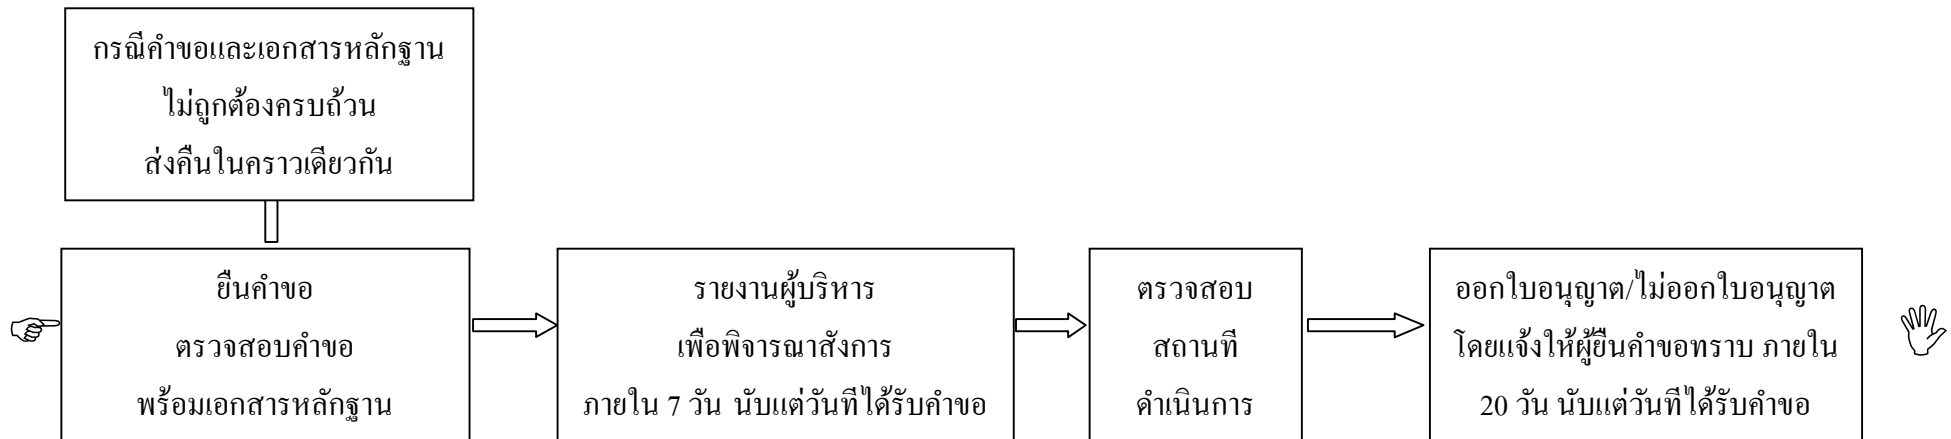 กรณีคำขอและเอกสารหลักฐาน
ไม่ถูกต้องครบถ้วน
ส่งคืนในคราวเดียวกัน
ยื่นคำขอ
ตรวจสอบคำขอ
พร้อมเอกสารหลักฐาน
รายงานผู้บริหาร
เพื่อพิจารณาสั่งการ
ภายใน 7 วัน นับแต่วันที่ได้รับคำขอ
ตรวจสอบ
สถานที่
ดำเนินการ
ออกใบอนุญาต/ไม่ออกใบอนุญาต
โดยแจ้งให้ผู้ยื่นคำขอทราบ ภายใน
20 วัน นับแต่วันที่ได้รับคำขอ